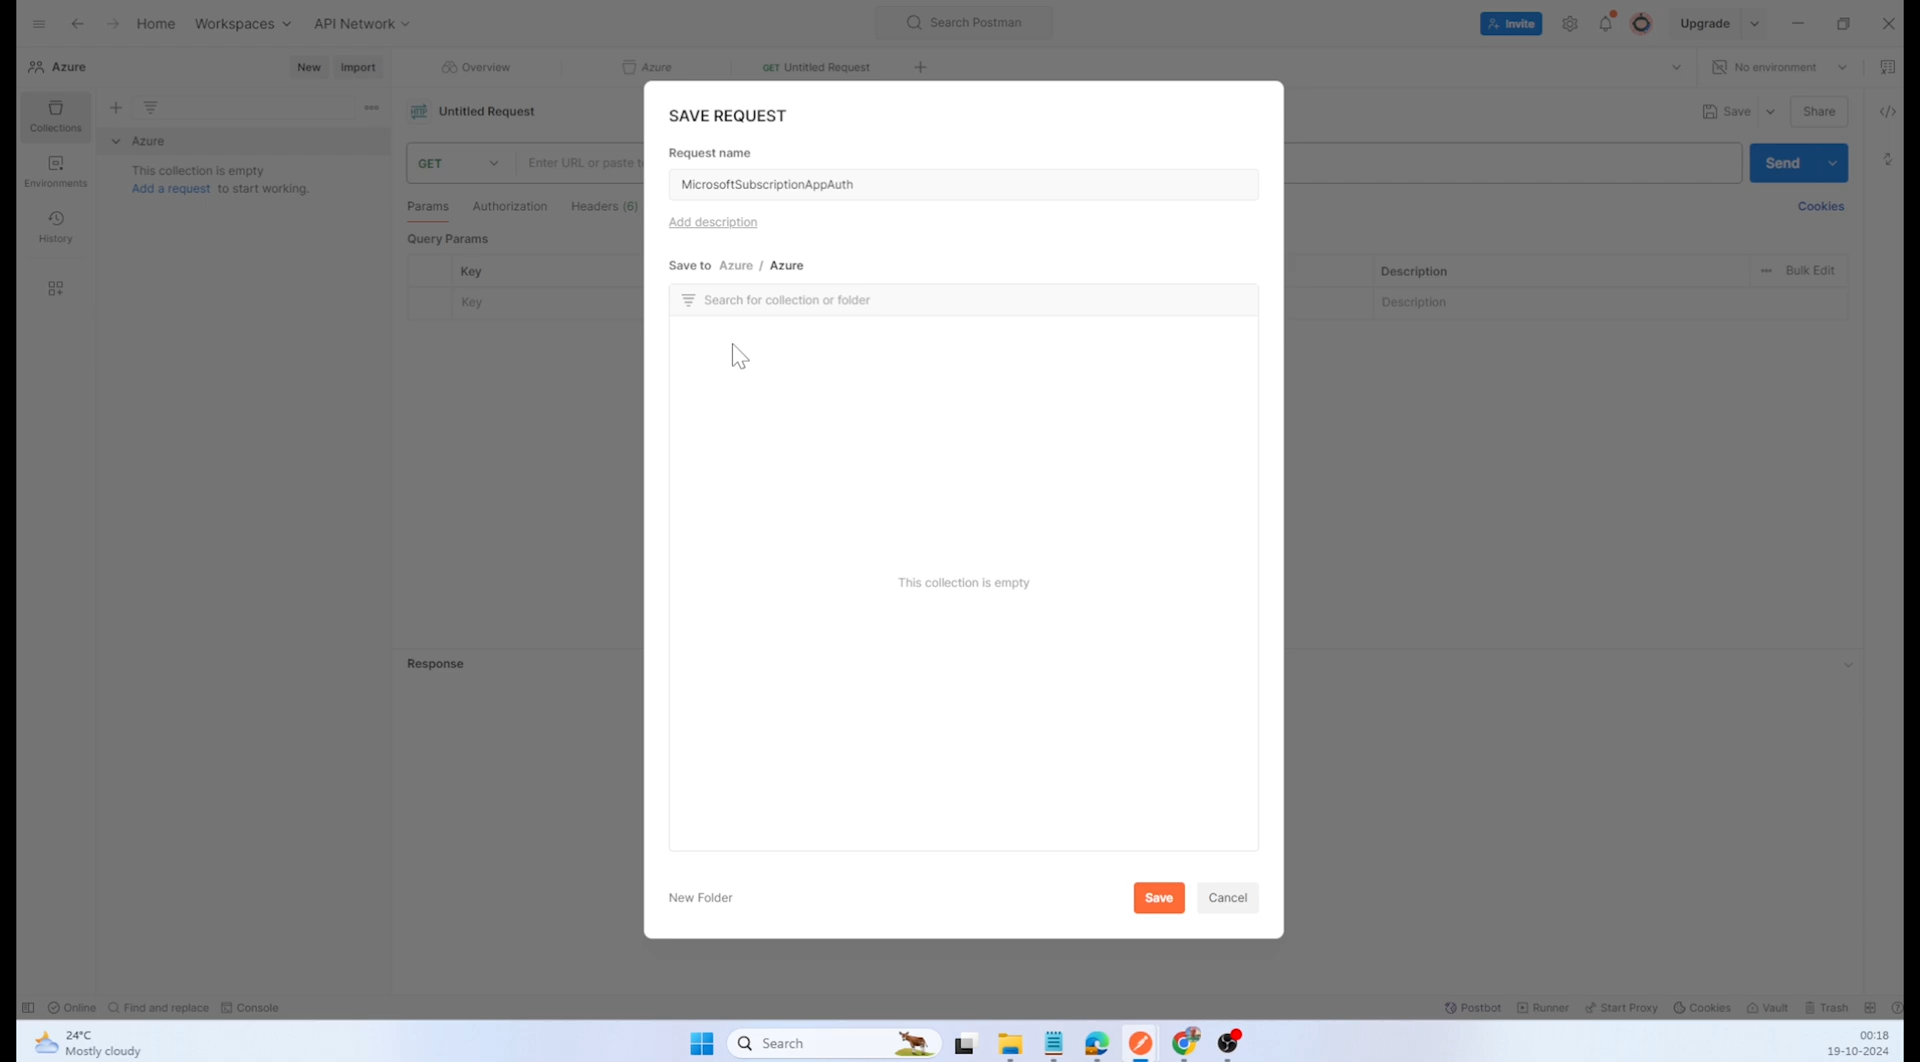 Home Workspaces API Network Search Postman Invite Upgrade
Azure New Import Overview Azure GET Untitled Request No environment
Collections
Azure
This collection is empty
Add a request to start working.
Environments
History
HTTP Untitled Request Save Share
GET Enter URL or paste t Send
Params Authorization Headers (6) Cookies
Query Params
Key Description Bulk Edit
Key Description
Response
SAVE REQUEST
Request name
MicrosoftSubscriptionAppAuth
Add description
Save to Azure / Azure
Search for collection or folder
This collection is empty
New Folder Save Cancel
Online Find and replace Console Postbot Runner Start Proxy Cookies Vault Trash
24°C
Mostly cloudy
Search
00:18
19-10-2024